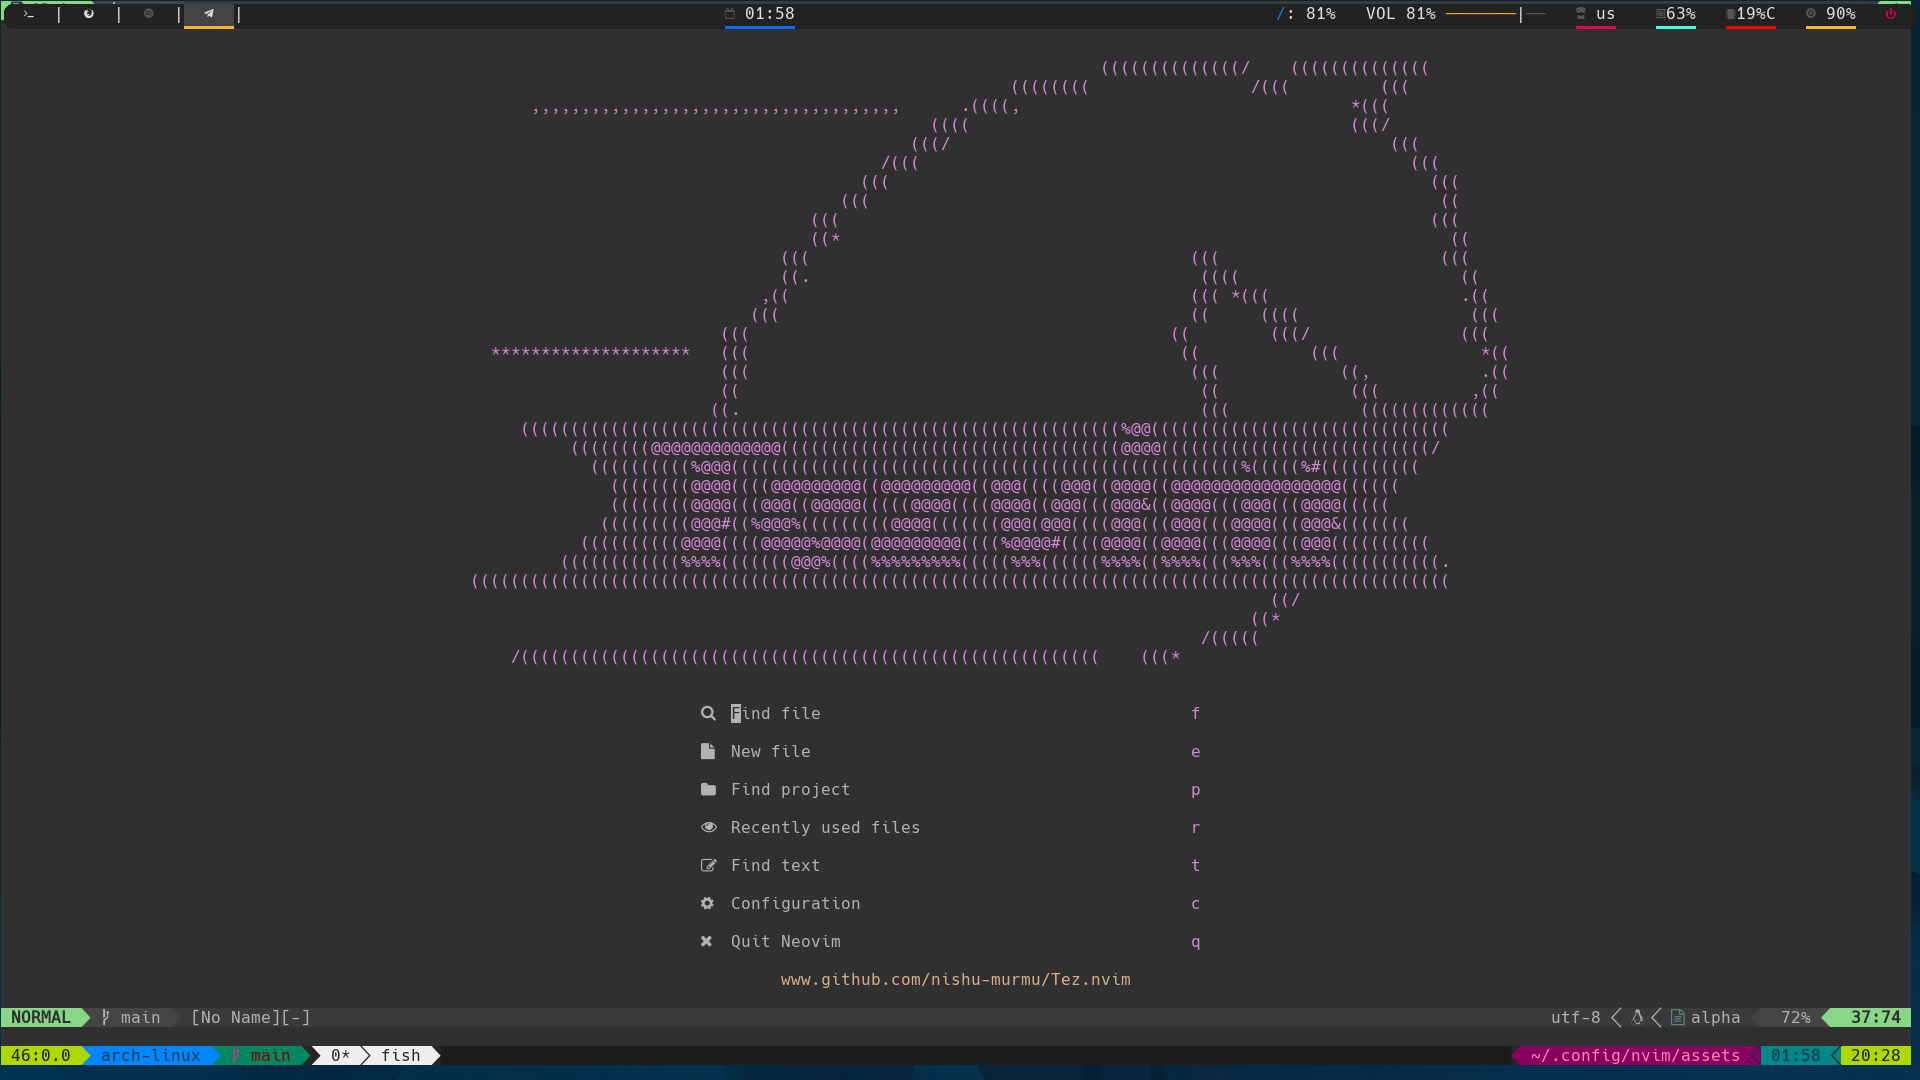 01:58 /: 81% VOL 81% us 63% 19%C 90%
Find file f
New file e
Find project p
Recently used files r
Find text t
Configuration c
Quit Neovim q
www.github.com/nishu-murmu/Tez.nvim
NORMAL main [No Name][-] utf-8 alpha 72% 37:74
46:0.0 arch-linux main 0* fish ~/.config/nvim/assets 01:58 20:28